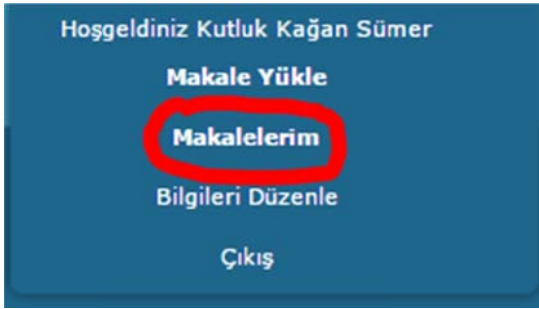 Hoşgeldiniz Kutluk Kağan Sümer
Makale Yükle
Makalelerim
Bilgileri Düzenle
Çıkış